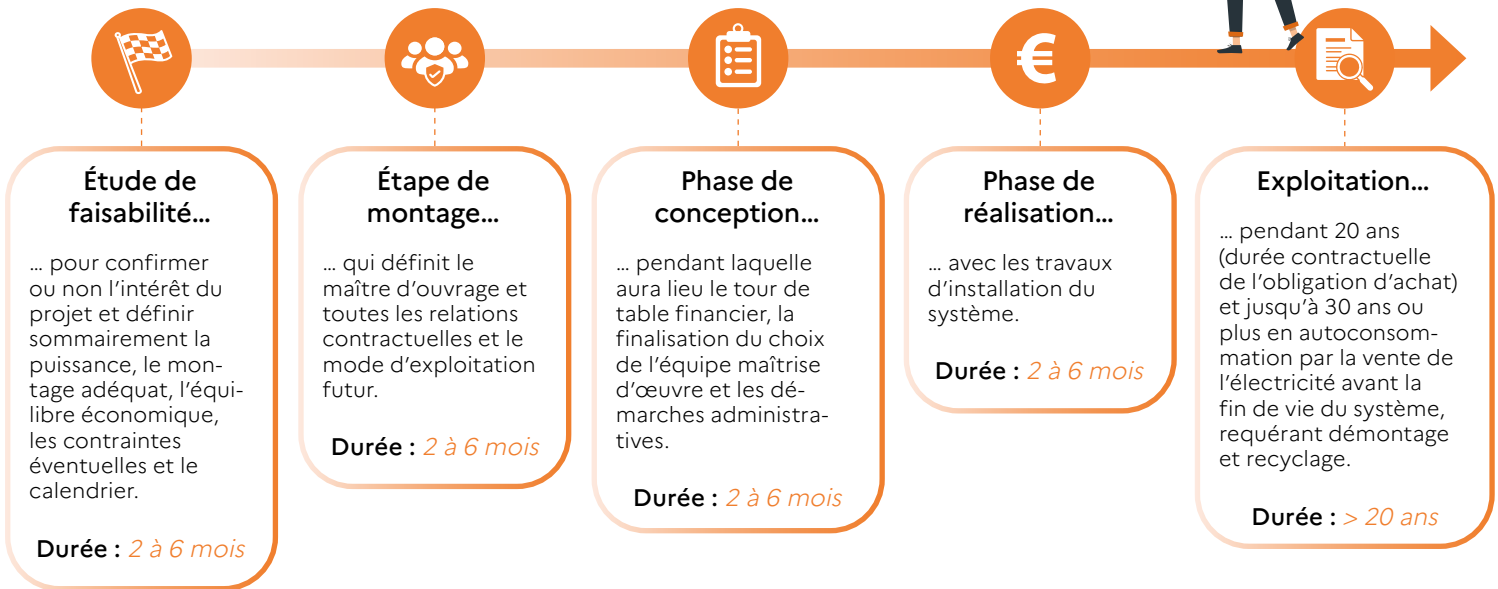 €
Étude de
faisabilité...
... pour confirmer
ou non l'intérêt du
projet et définir
sommairement la
puissance, le mon-
tage adéquat, l'équi-
libre économique,
les contraintes
éventuelles et le
calendrier.
Durée : 2 à 6 mois
Étape de
montage...
... qui définit le
maître d'ouvrage et
toutes les relations
contractuelles et le
mode d'exploitation
futur.
Durée : 2 à 6 mois
Phase de
conception...
... pendant laquelle
aura lieu le tour de
table financier, la
finalisation du choix
de l'équipe maîtrise
d'œuvre et les dé-
marches administra-
tives.
Durée : 2 à 6 mois
Phase de
réalisation...
... avec les travaux
d'installation du
système.
Durée : 2 à 6 mois
Exploitation...
... pendant 20 ans
(durée contractuelle
de l'obligation d'achat)
et jusqu'à 30 ans ou
plus en autoconsom-
mation par la vente de
l'électricité avant la
fin de vie du système,
requérant démontage
et recyclage.
Durée : > 20 ans